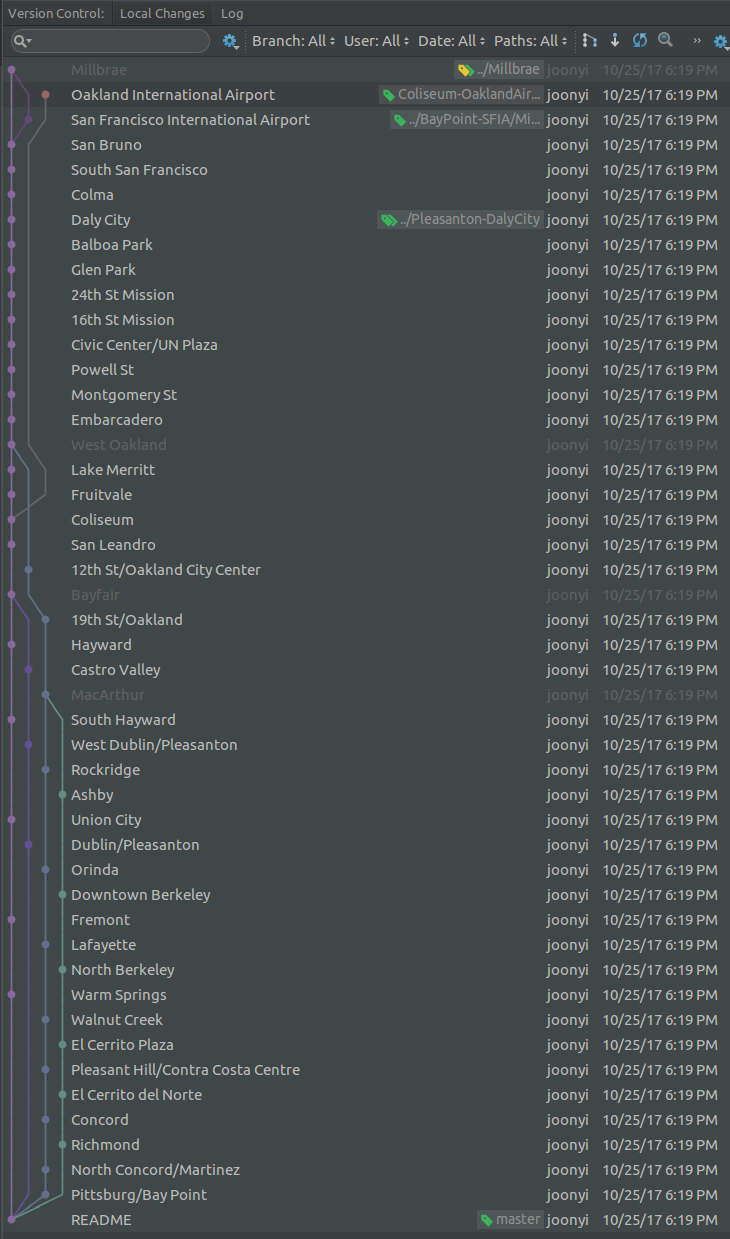 Version Control: Local Changes Log
Branch: All User: All Date: All Paths: All »
Millbrae ../Millbrae joonyi 10/25/17 6:19 PM
Oakland International Airport Coliseum-OaklandAir... joonyi 10/25/17 6:19 PM
San Francisco International Airport ../BayPoint-SFIA/Mi... joonyi 10/25/17 6:19 PM
San Bruno joonyi 10/25/17 6:19 PM
South San Francisco joonyi 10/25/17 6:19 PM
Colma joonyi 10/25/17 6:19 PM
Daly City ../Pleasanton-DalyCity joonyi 10/25/17 6:19 PM
Balboa Park joonyi 10/25/17 6:19 PM
Glen Park joonyi 10/25/17 6:19 PM
24th St Mission joonyi 10/25/17 6:19 PM
16th St Mission joonyi 10/25/17 6:19 PM
Civic Center/UN Plaza joonyi 10/25/17 6:19 PM
Powell St joonyi 10/25/17 6:19 PM
Montgomery St joonyi 10/25/17 6:19 PM
Embarcadero joonyi 10/25/17 6:19 PM
West Oakland joonyi 10/25/17 6:19 PM
Lake Merritt joonyi 10/25/17 6:19 PM
Fruitvale joonyi 10/25/17 6:19 PM
Coliseum joonyi 10/25/17 6:19 PM
San Leandro joonyi 10/25/17 6:19 PM
12th St/Oakland City Center joonyi 10/25/17 6:19 PM
Bayfair joonyi 10/25/17 6:19 PM
19th St/Oakland joonyi 10/25/17 6:19 PM
Hayward joonyi 10/25/17 6:19 PM
Castro Valley joonyi 10/25/17 6:19 PM
MacArthur joonyi 10/25/17 6:19 PM
South Hayward joonyi 10/25/17 6:19 PM
West Dublin/Pleasanton joonyi 10/25/17 6:19 PM
Rockridge joonyi 10/25/17 6:19 PM
Ashby joonyi 10/25/17 6:19 PM
Union City joonyi 10/25/17 6:19 PM
Dublin/Pleasanton joonyi 10/25/17 6:19 PM
Orinda joonyi 10/25/17 6:19 PM
Downtown Berkeley joonyi 10/25/17 6:19 PM
Fremont joonyi 10/25/17 6:19 PM
Lafayette joonyi 10/25/17 6:19 PM
North Berkeley joonyi 10/25/17 6:19 PM
Warm Springs joonyi 10/25/17 6:19 PM
Walnut Creek joonyi 10/25/17 6:19 PM
El Cerrito Plaza joonyi 10/25/17 6:19 PM
Pleasant Hill/Contra Costa Centre joonyi 10/25/17 6:19 PM
El Cerrito del Norte joonyi 10/25/17 6:19 PM
Concord joonyi 10/25/17 6:19 PM
Richmond joonyi 10/25/17 6:19 PM
North Concord/Martinez joonyi 10/25/17 6:19 PM
Pittsburg/Bay Point joonyi 10/25/17 6:19 PM
README master joonyi 10/25/17 6:19 PM